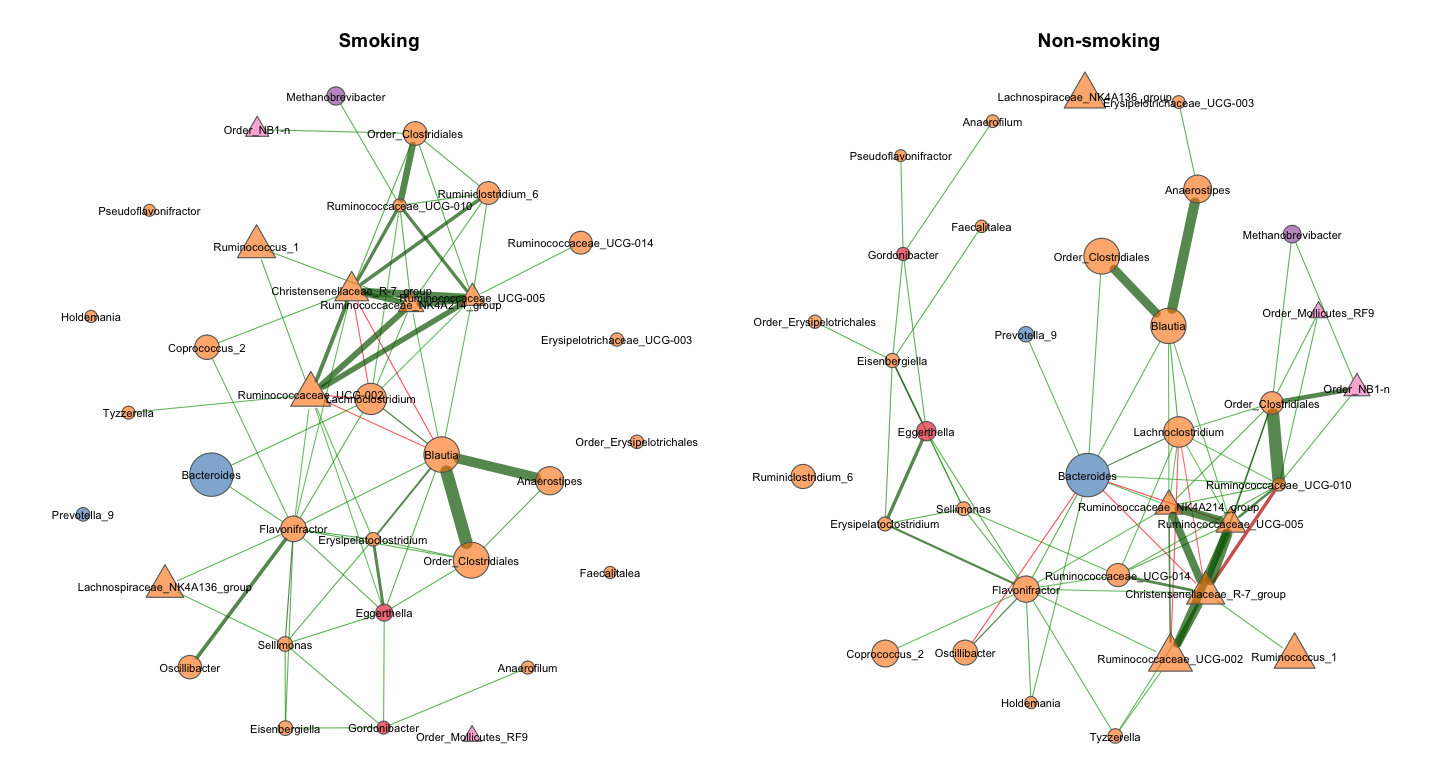 Smoking
Methanobrevibacter
Order_NB1-n
Order_Clostridiales
Ruminiclostridium_6
Ruminococcaceae_UCG-010
Pseudoflavonifractor
Ruminococcus_1
Ruminococcaceae_UCG-014
Christensenellaceae_R-7_group
Ruminococcaceae_UCG-005
Ruminococcaceae_NK4A214_group
Holdemania
Coprococcus_2
Erysipelotrichaceae_UCG-003
Ruminococcaceae_UCG-002
Lachnoclostridium
Tyzzerella
Order_Erysipelotrichales
Blautia
Bacteroides
Anaerostipes
Prevotella_9
Flavonifractor
Erysipelatoclostridium
Order_Clostridiales
Faecalitalea
Lachnospiraceae_NK4A136_group
Eggerthella
Sellimonas
Oscillibacter
Anaerofilum
Eisenbergiella
Gordonibacter
Order_Mollicutes_RF9
Non-smoking
Lachnospiraceae_NK4A136_group
Erysipelotrichaceae_UCG-003
Anaerofilum
Pseudoflavonifractor
Anaerostipes
Faecalitalea
Methanobrevibacter
Gordonibacter
Order_Clostridiales
Order_Mollicutes_RF9
Order_Erysipelotrichales
Blautia
Prevotella_9
Eisenbergiella
Order_NB1-n
Order_Clostridiales
Eggerthella
Lachnoclostridium
Ruminiclostridium_6
Bacteroides
Ruminococcaceae_UCG-010
Ruminococcaceae_NK4A214_group
Sellimonas
Erysipelatoclostridium
Ruminococcaceae_UCG-005
Ruminococcaceae_UCG-014
Flavonifractor
Christensenellaceae_R-7_group
Coprococcus_2
Oscillibacter
Ruminococcaceae_UCG-002
Ruminococcus_1
Holdemania
Tyzzerella